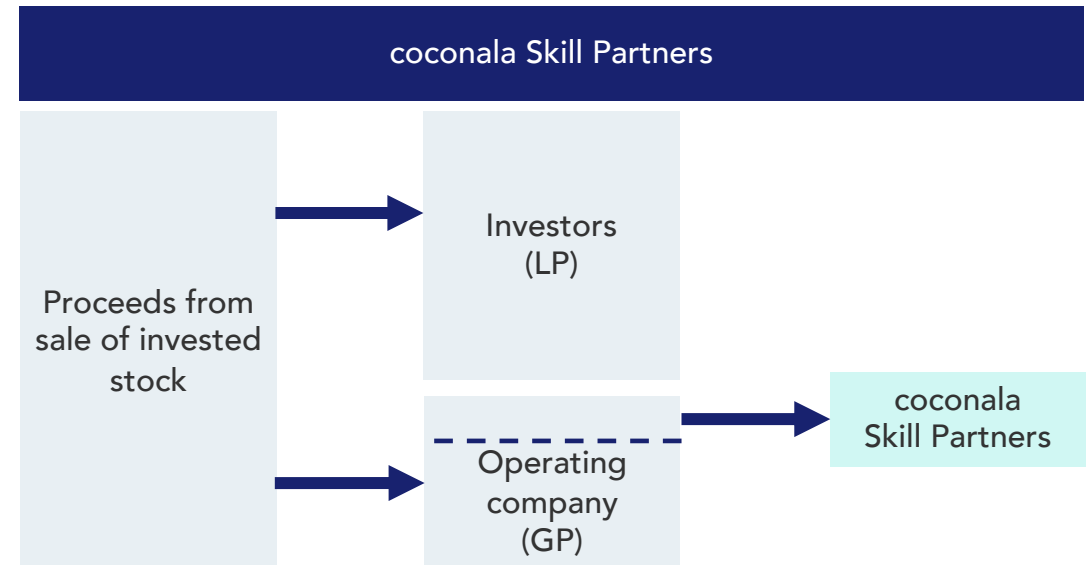 coconala Skill Partners
Proceeds from
sale of invested
stock
Investors
(LP)
Operating
company
(GP)
coconala
Skill Partners